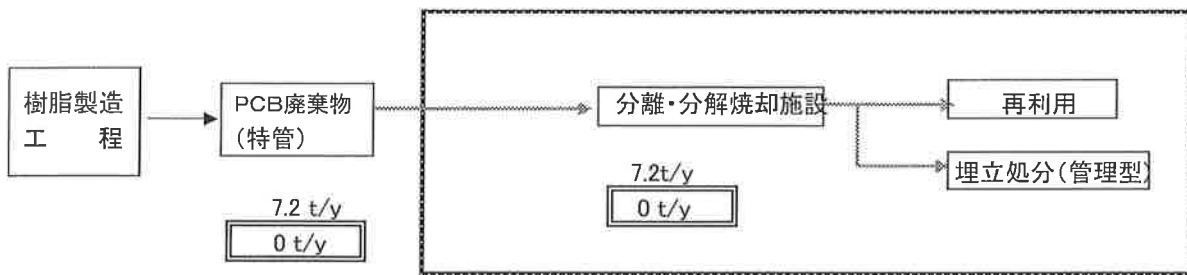 樹脂製造
工　程
PCB廃棄物
(特管)
分離・分解焼却施設
再利用
埋立処分(管理型)
7.2 t/y
0 t/y
7.2t/y
0 t/y